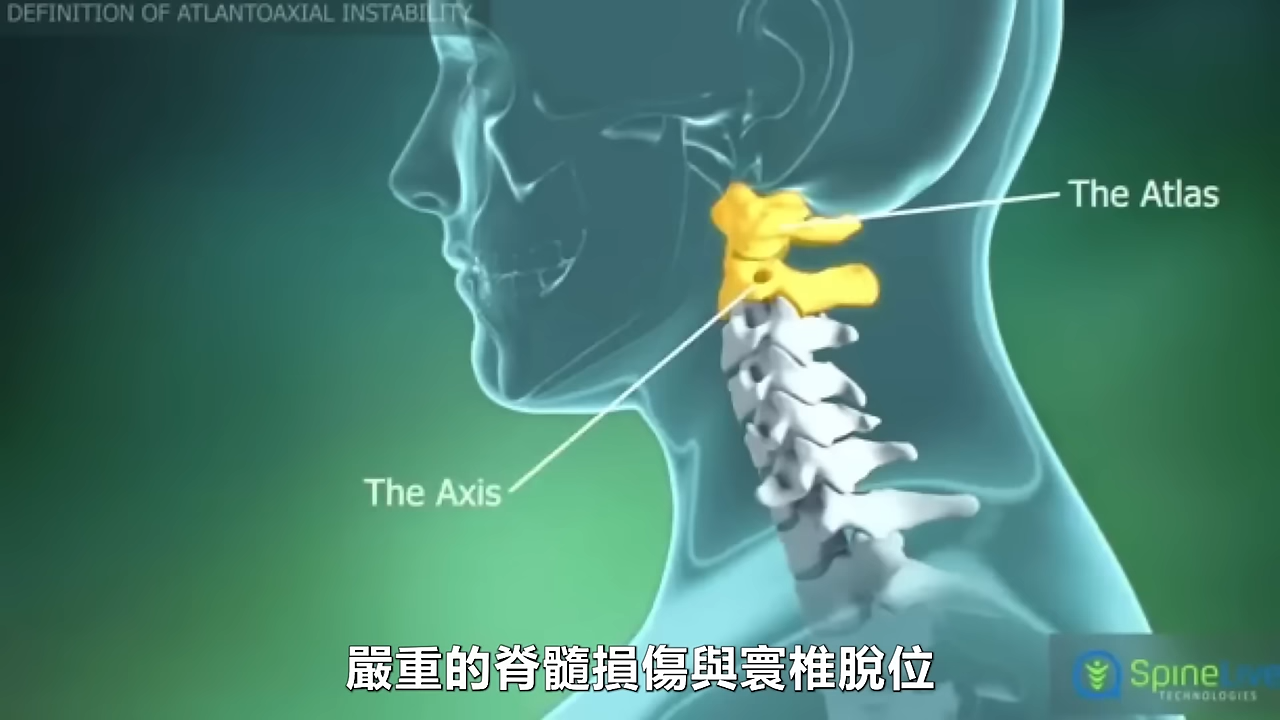 DEFINITION OF ATLANTOAXIAL INSTABILITY
The Atlas
The Axis
嚴重的脊髓損傷與寰椎脫位
SpineLive
TECHNOLOGIES